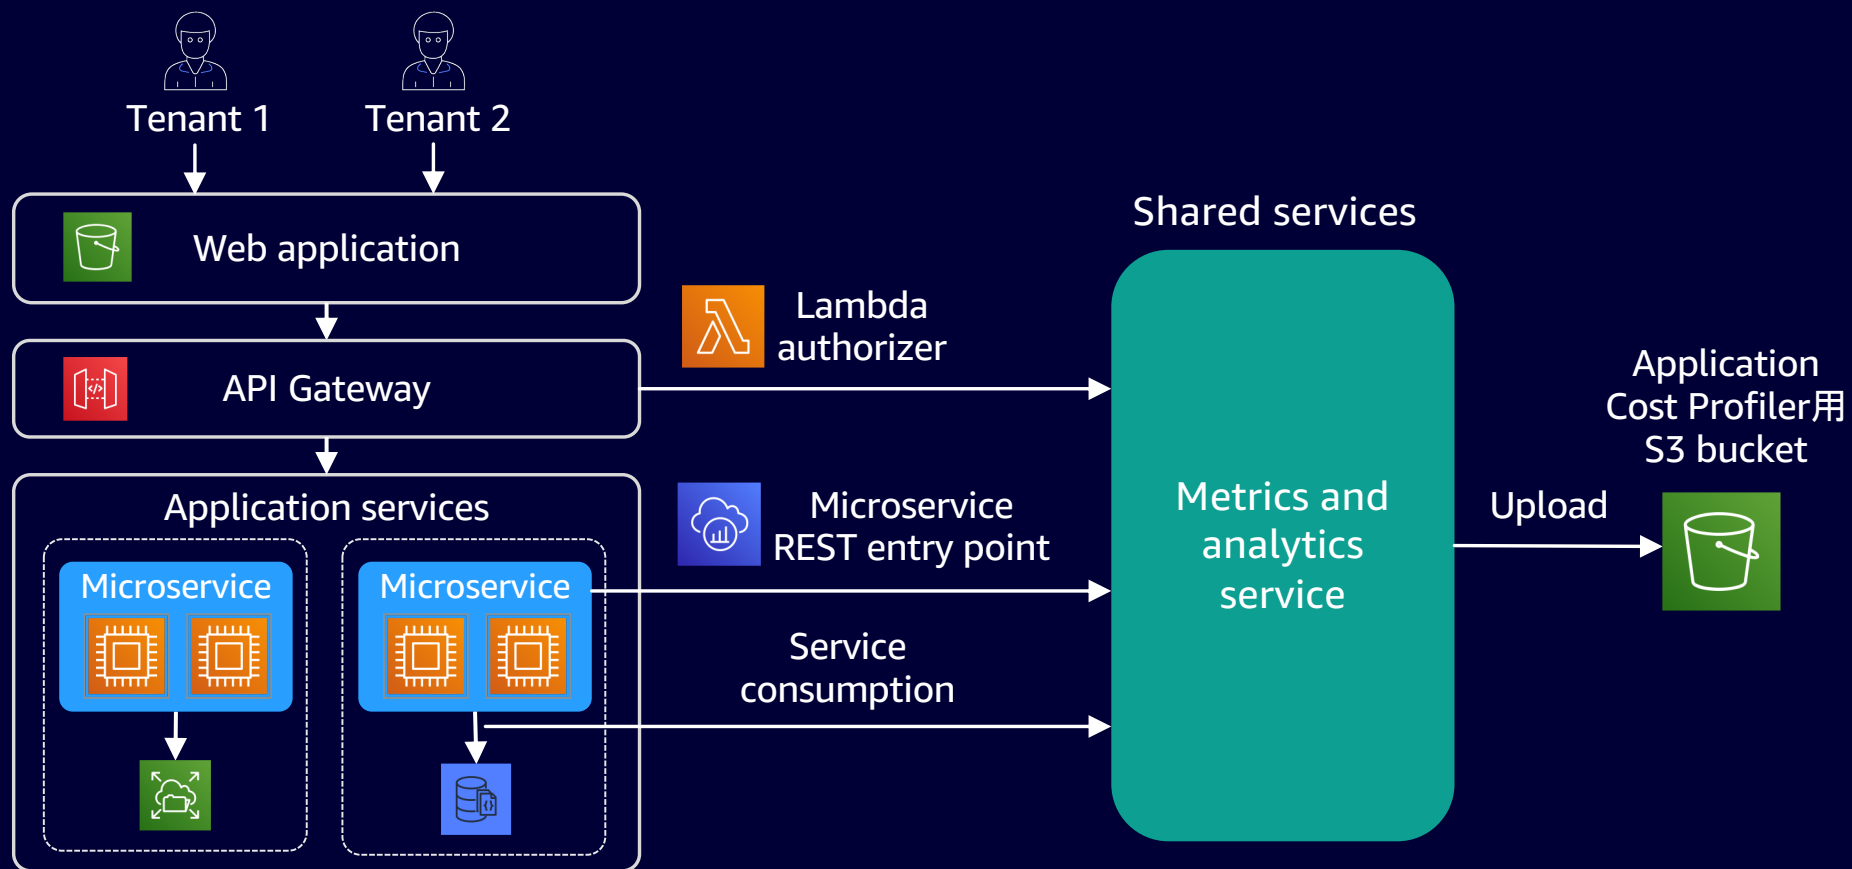 Tenant 1
Tenant 2
Web application
API Gateway
Application services
Microservice
Microservice
Lambda
authorizer
Microservice
REST entry point
Service
consumption
Shared services
Metrics and
analytics
service
Upload
Application
Cost Profiler用
S3 bucket